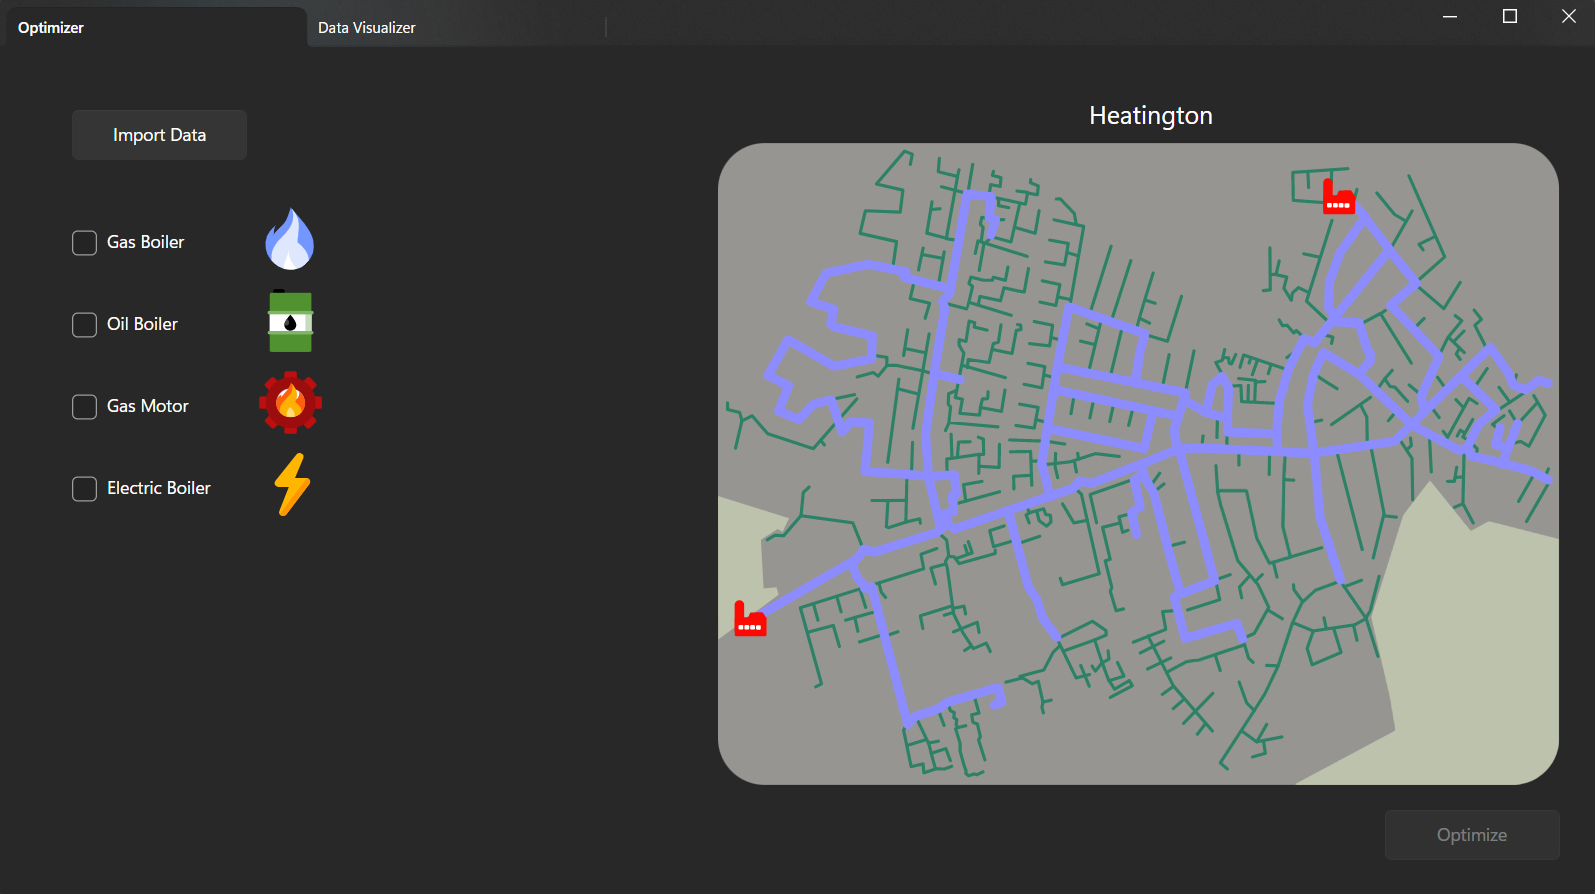 Optimizer
Data Visualizer
Import Data
Heatington
Gas Boiler
Oil Boiler
Gas Motor
Electric Boiler
Optimize